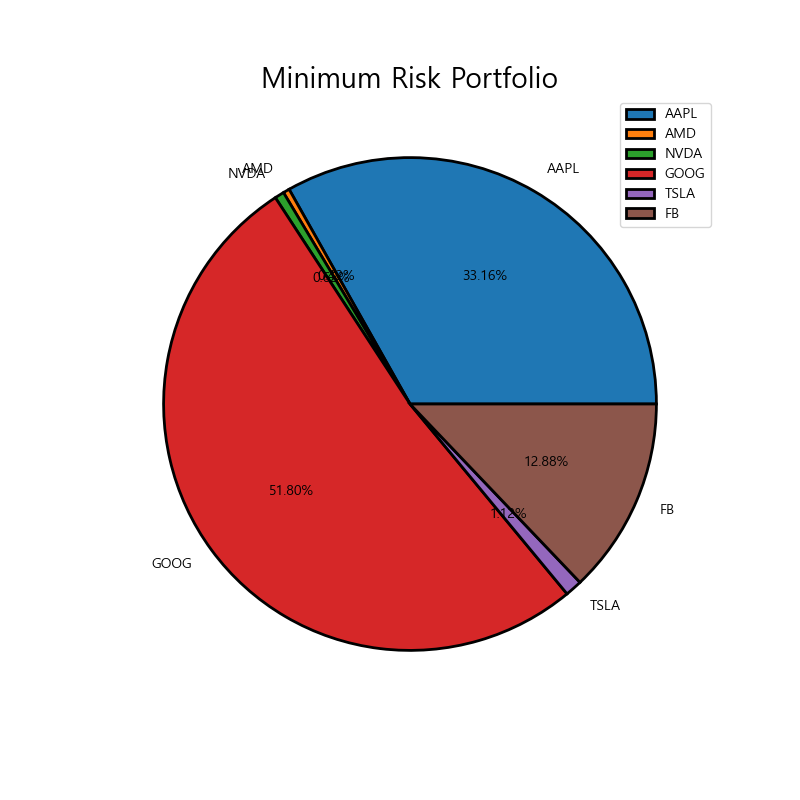 Minimum Risk Portfolio
AAPL
AMD
NVDA
GOOG
TSLA
FB
AMD
NVDA
AAPL
33.16%
12.88%
51.80%
1.12%
FB
GOOG
TSLA